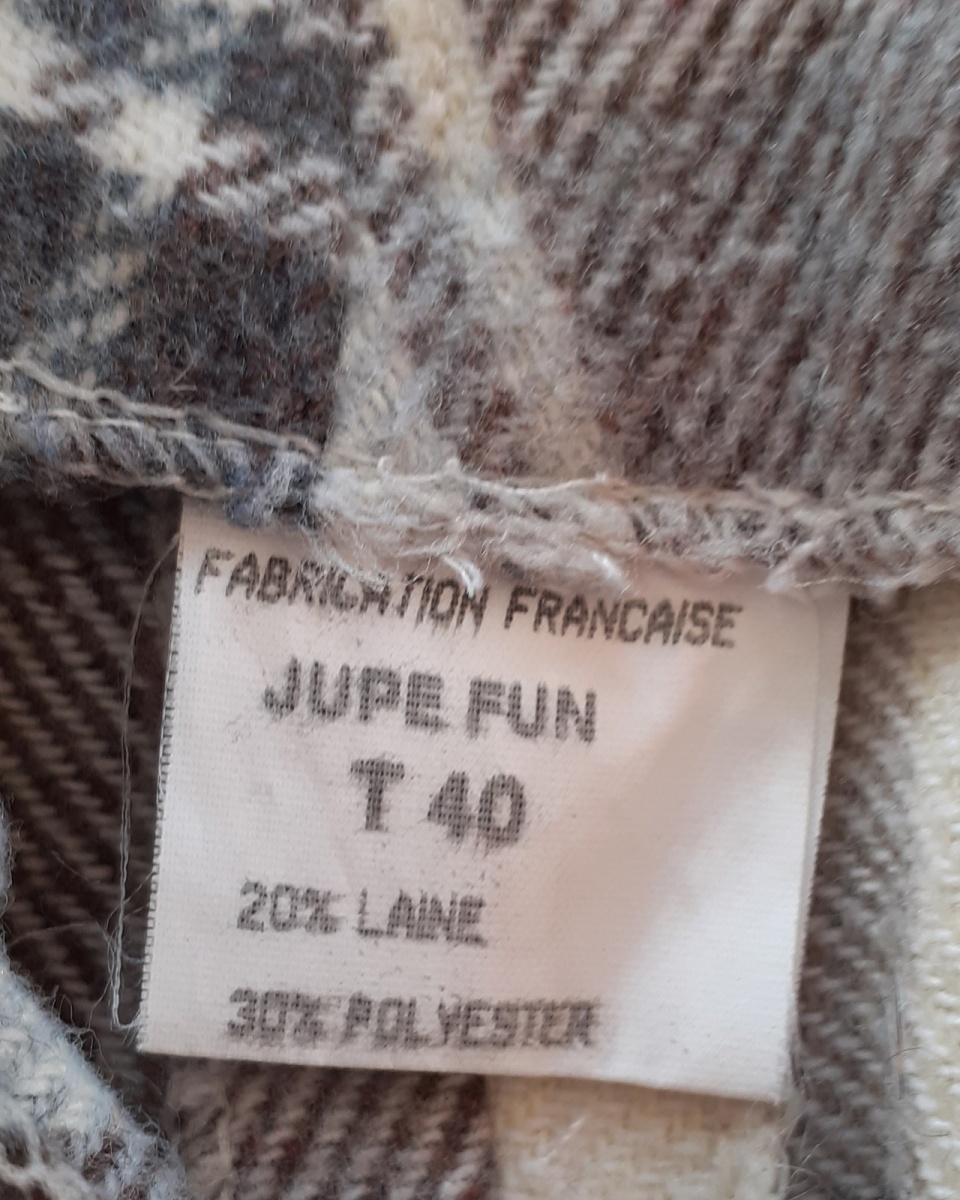 FABRICATION FRANCAISE
JUPE FUN
T 40
20% LAINE
30% POLYESTER